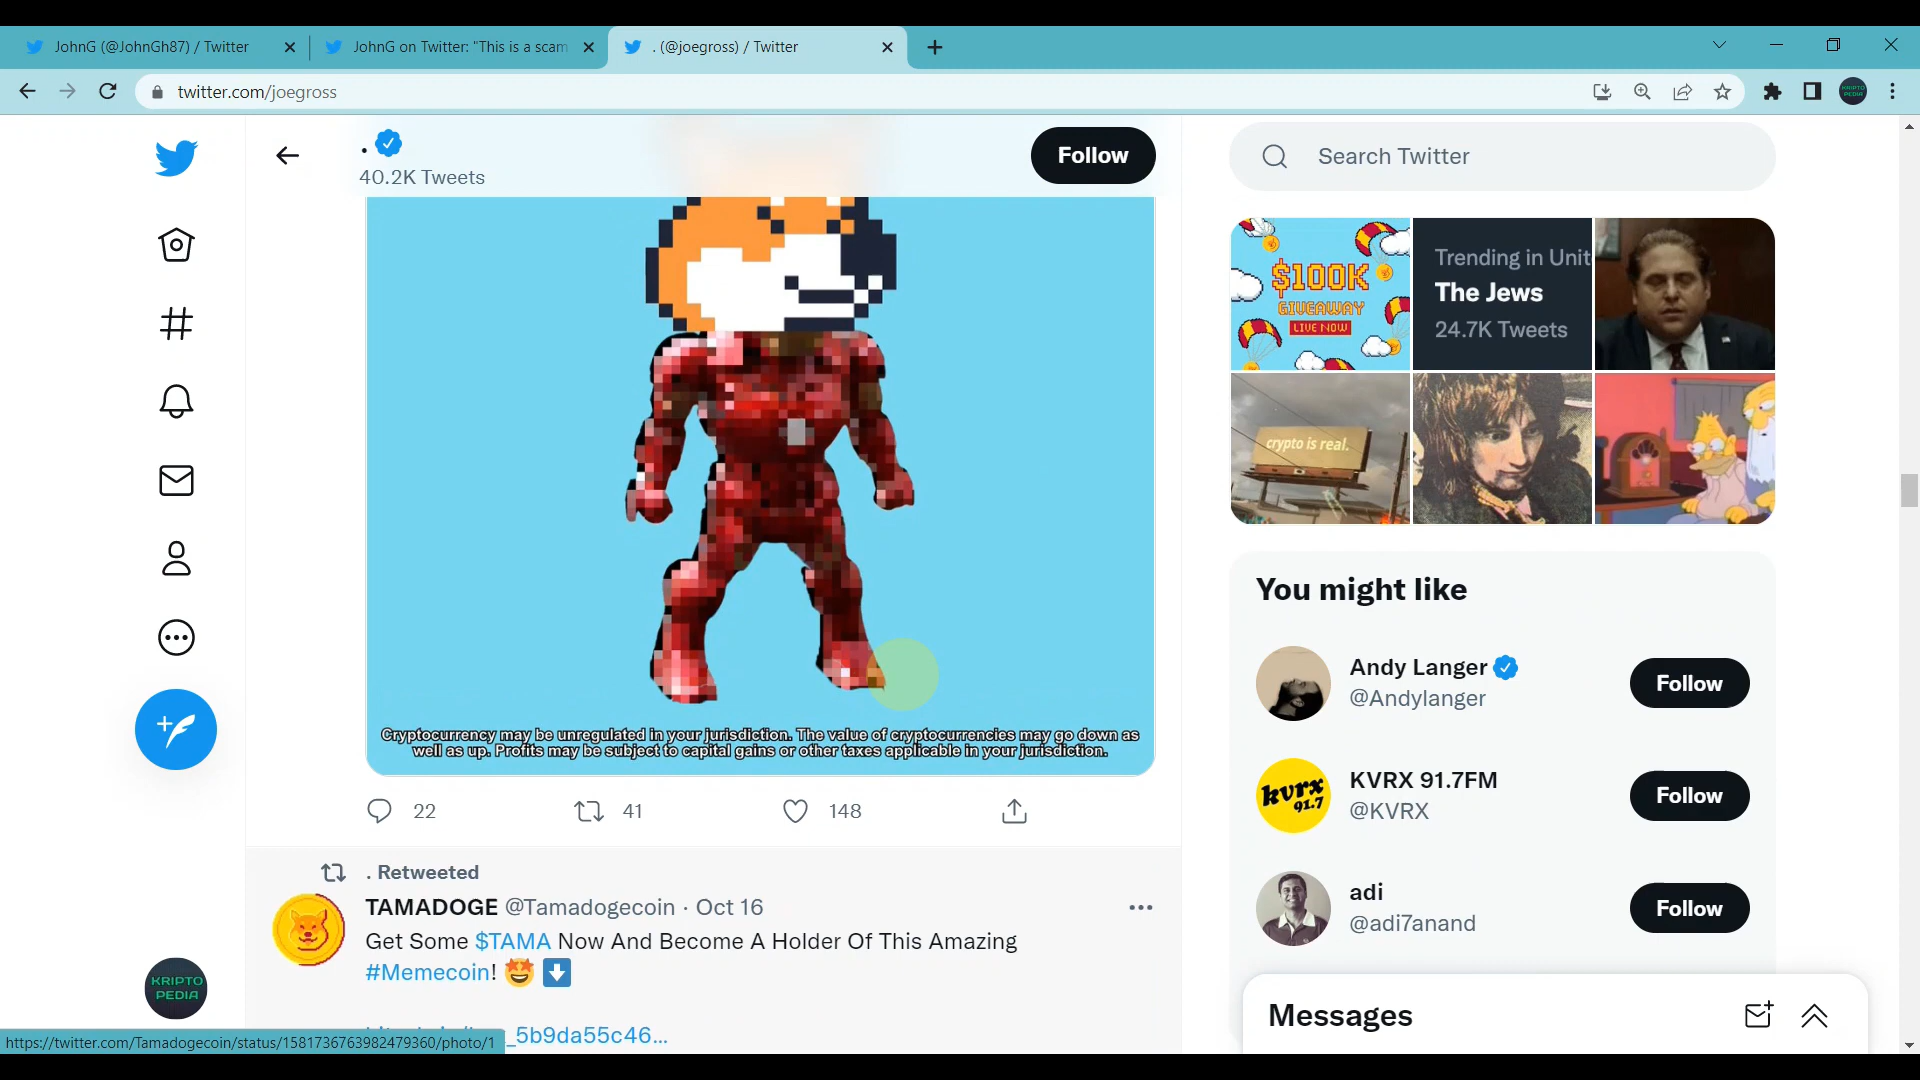 JohnG (@JohnGh87) / Twitter
JohnG on Twitter: "This is a scam
. (@joegross) / Twitter
twitter.com/joegross
.
40.2K Tweets
Follow
Search Twitter
$100K
GIVEAWAY
LIVE NOW
Trending in Unit
The Jews
24.7K Tweets
crypto is real.
You might like
Andy Langer
@Andylanger
Follow
kvrx
91.7
KVRX 91.7FM
@KVRX
Follow
adi
@adi7anand
Follow
Cryptocurrency may be unregulated in your jurisdiction. The value of cryptocurrencies may go down as
well as up. Profits may be subject to capital gains or other taxes applicable in your jurisdiction.
22
41
148
. Retweeted
TAMADOGE @Tamadogecoin · Oct 16
Get Some $TAMA Now And Become A Holder Of This Amazing
#Memecoin! 🤩 ⬇️
_5b9da55c46...
KRIPTO
PEDIA
Messages
https://twitter.com/Tamadogecoin/status/1581736763982479360/photo/1